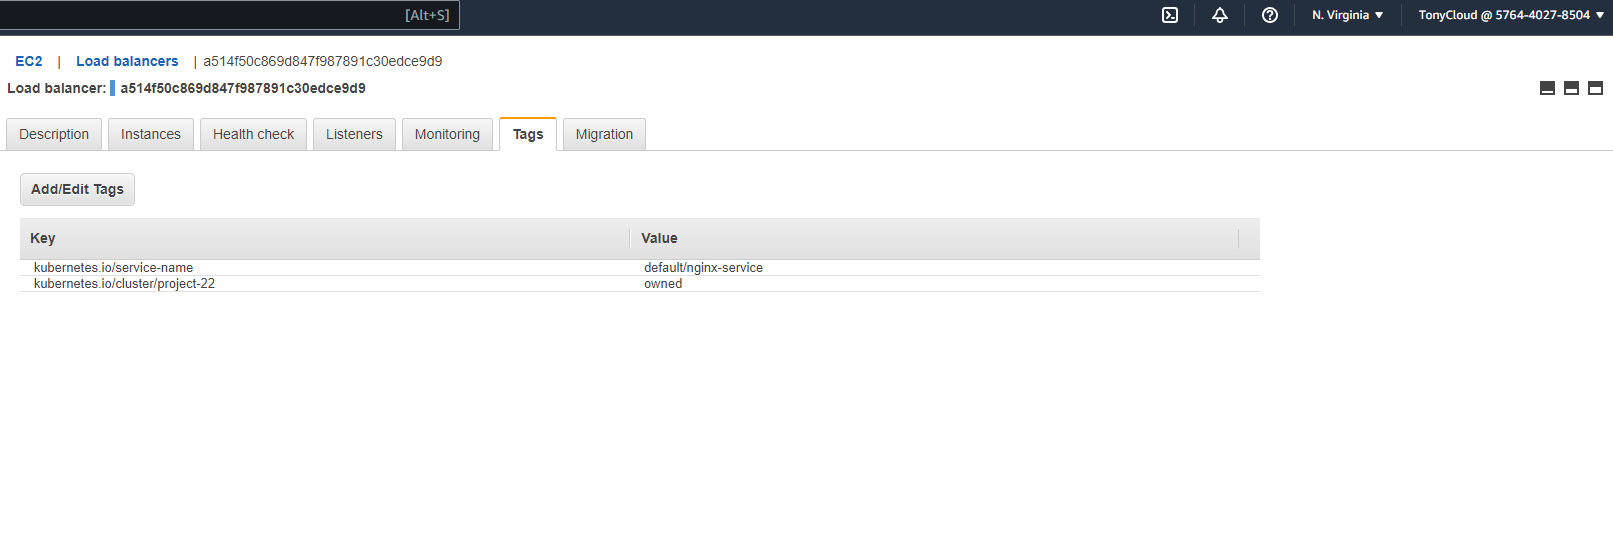 [Alt+S] N. Virginia TonyCloud @ 5764-4027-8504
EC2 | Load balancers | a514f50c869d847f987891c30edce9d9
Load balancer: a514f50c869d847f987891c30edce9d9
Description Instances Health check Listeners Monitoring Tags Migration
Add/Edit Tags
Key Value
kubernetes.io/service-name default/nginx-service
kubernetes.io/cluster/project-22 owned